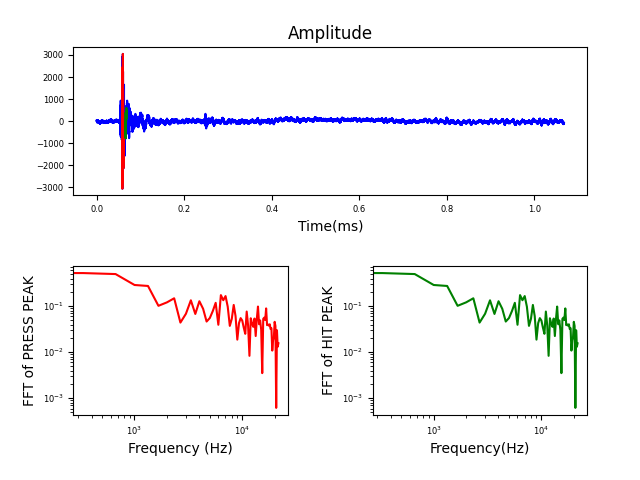 Amplitude
3000
2000
1000
0
−1000
−2000
−3000
0.0 0.2 0.4 0.6 0.8 1.0
Time(ms)
FFT of PRESS PEAK
10⁻¹
10⁻²
10⁻³
10³ 10⁴
Frequency (Hz)
FFT of HIT PEAK
10⁻¹
10⁻²
10⁻³
10³ 10⁴
Frequency(Hz)